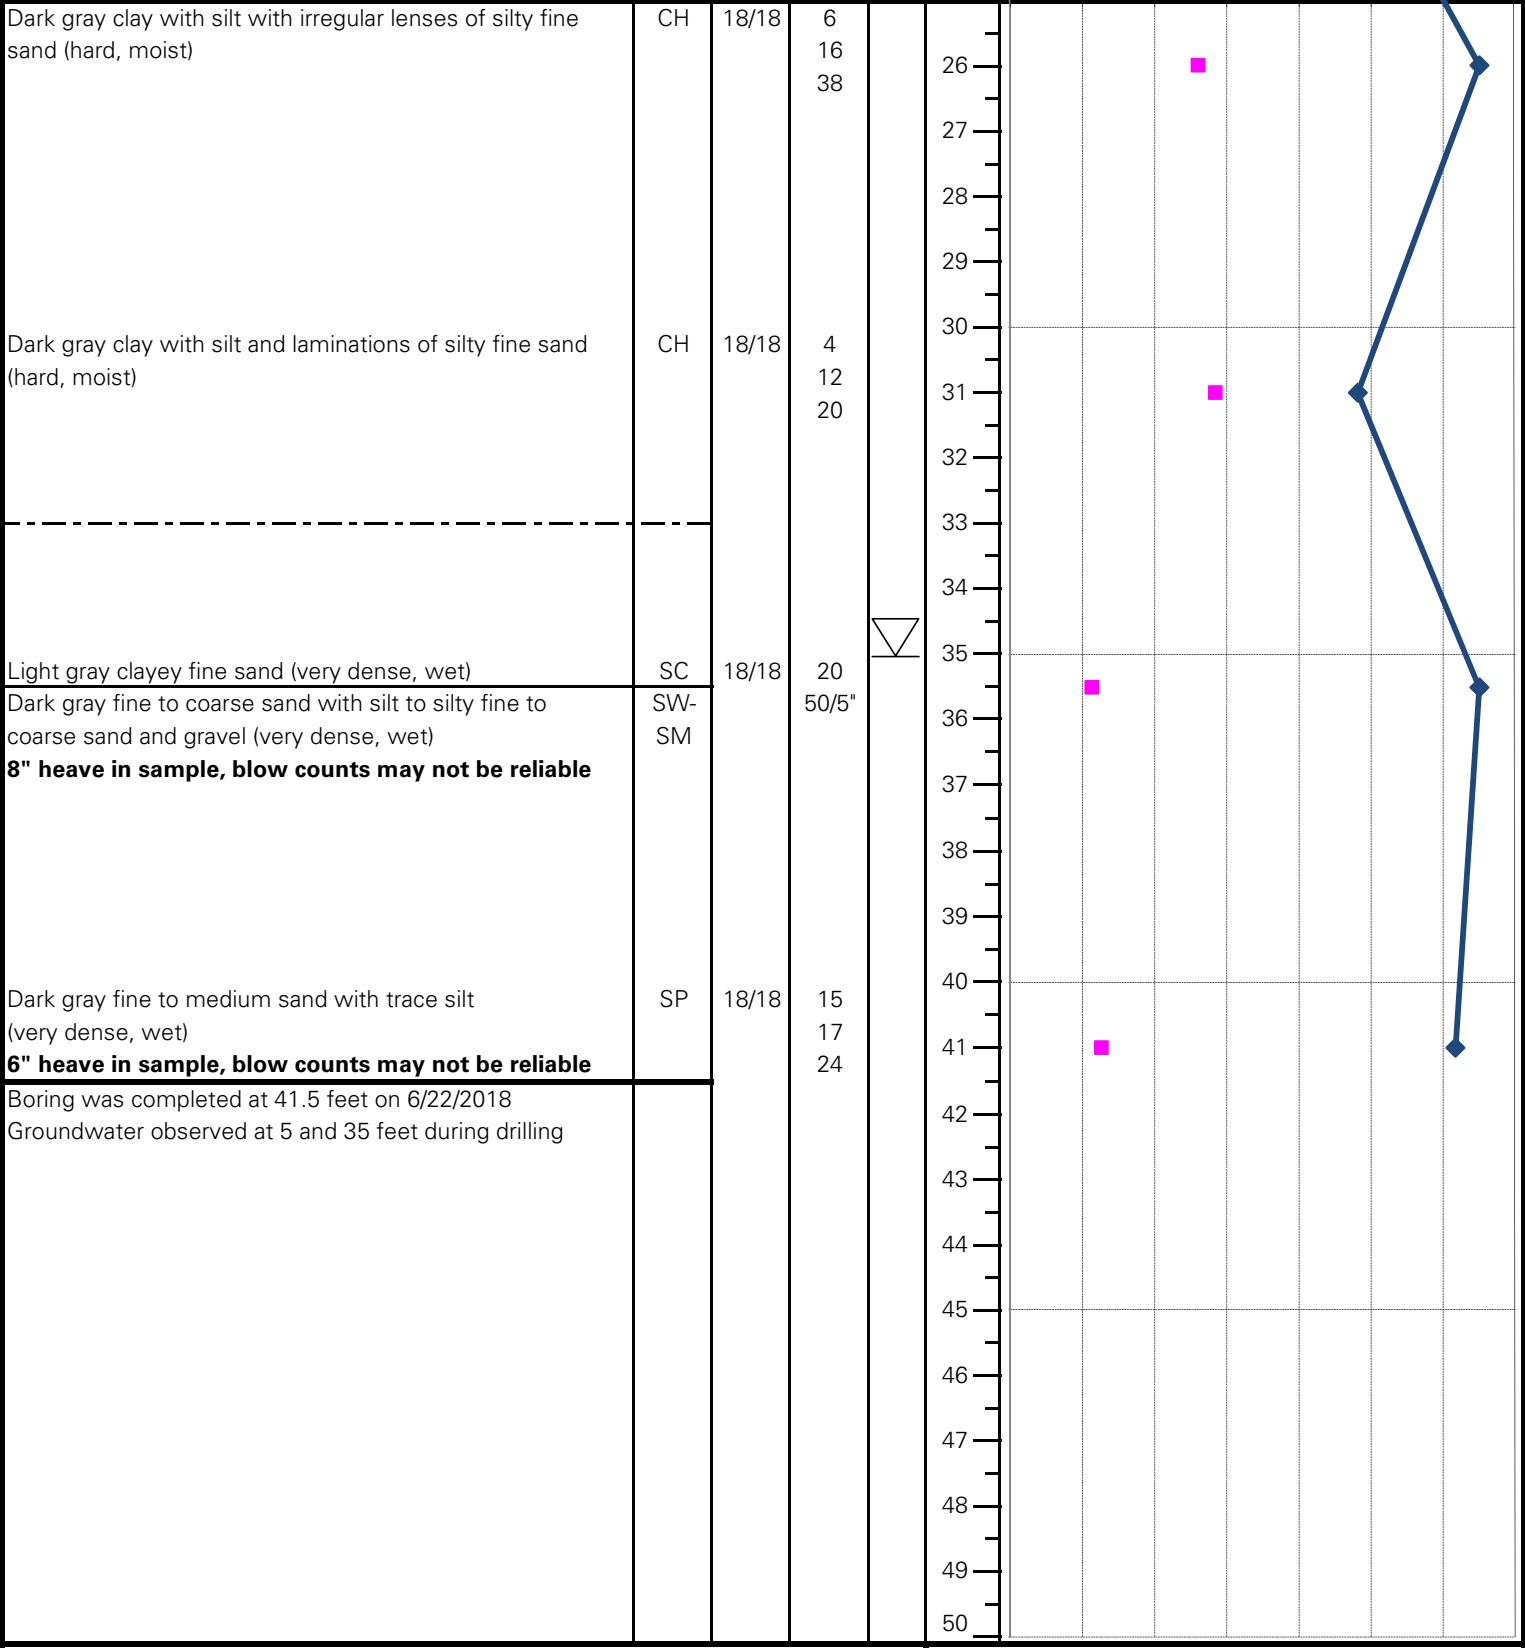 Dark gray clay with silt with irregular lenses of silty fine CH 18/18 6
sand (hard, moist) 16
26
38
27
28
29
30
Dark gray clay with silt and laminations of silty fine sand CH 18/18 4
(hard, moist) 12
31
20
32
33
34
35
Light gray clayey fine sand (very dense, wet) SC 18/18 20
Dark gray fine to coarse sand with silt to silty fine to SW- 50/5"
36
coarse sand and gravel (very dense, wet) SM
8" heave in sample, blow counts may not be reliable
37
38
39
40
Dark gray fine to medium sand with trace silt SP 18/18 15
(very dense, wet) 17
41
6" heave in sample, blow counts may not be reliable 24
Boring was completed at 41.5 feet on 6/22/2018
42
Groundwater observed at 5 and 35 feet during drilling
43
44
45
46
47
48
49
50